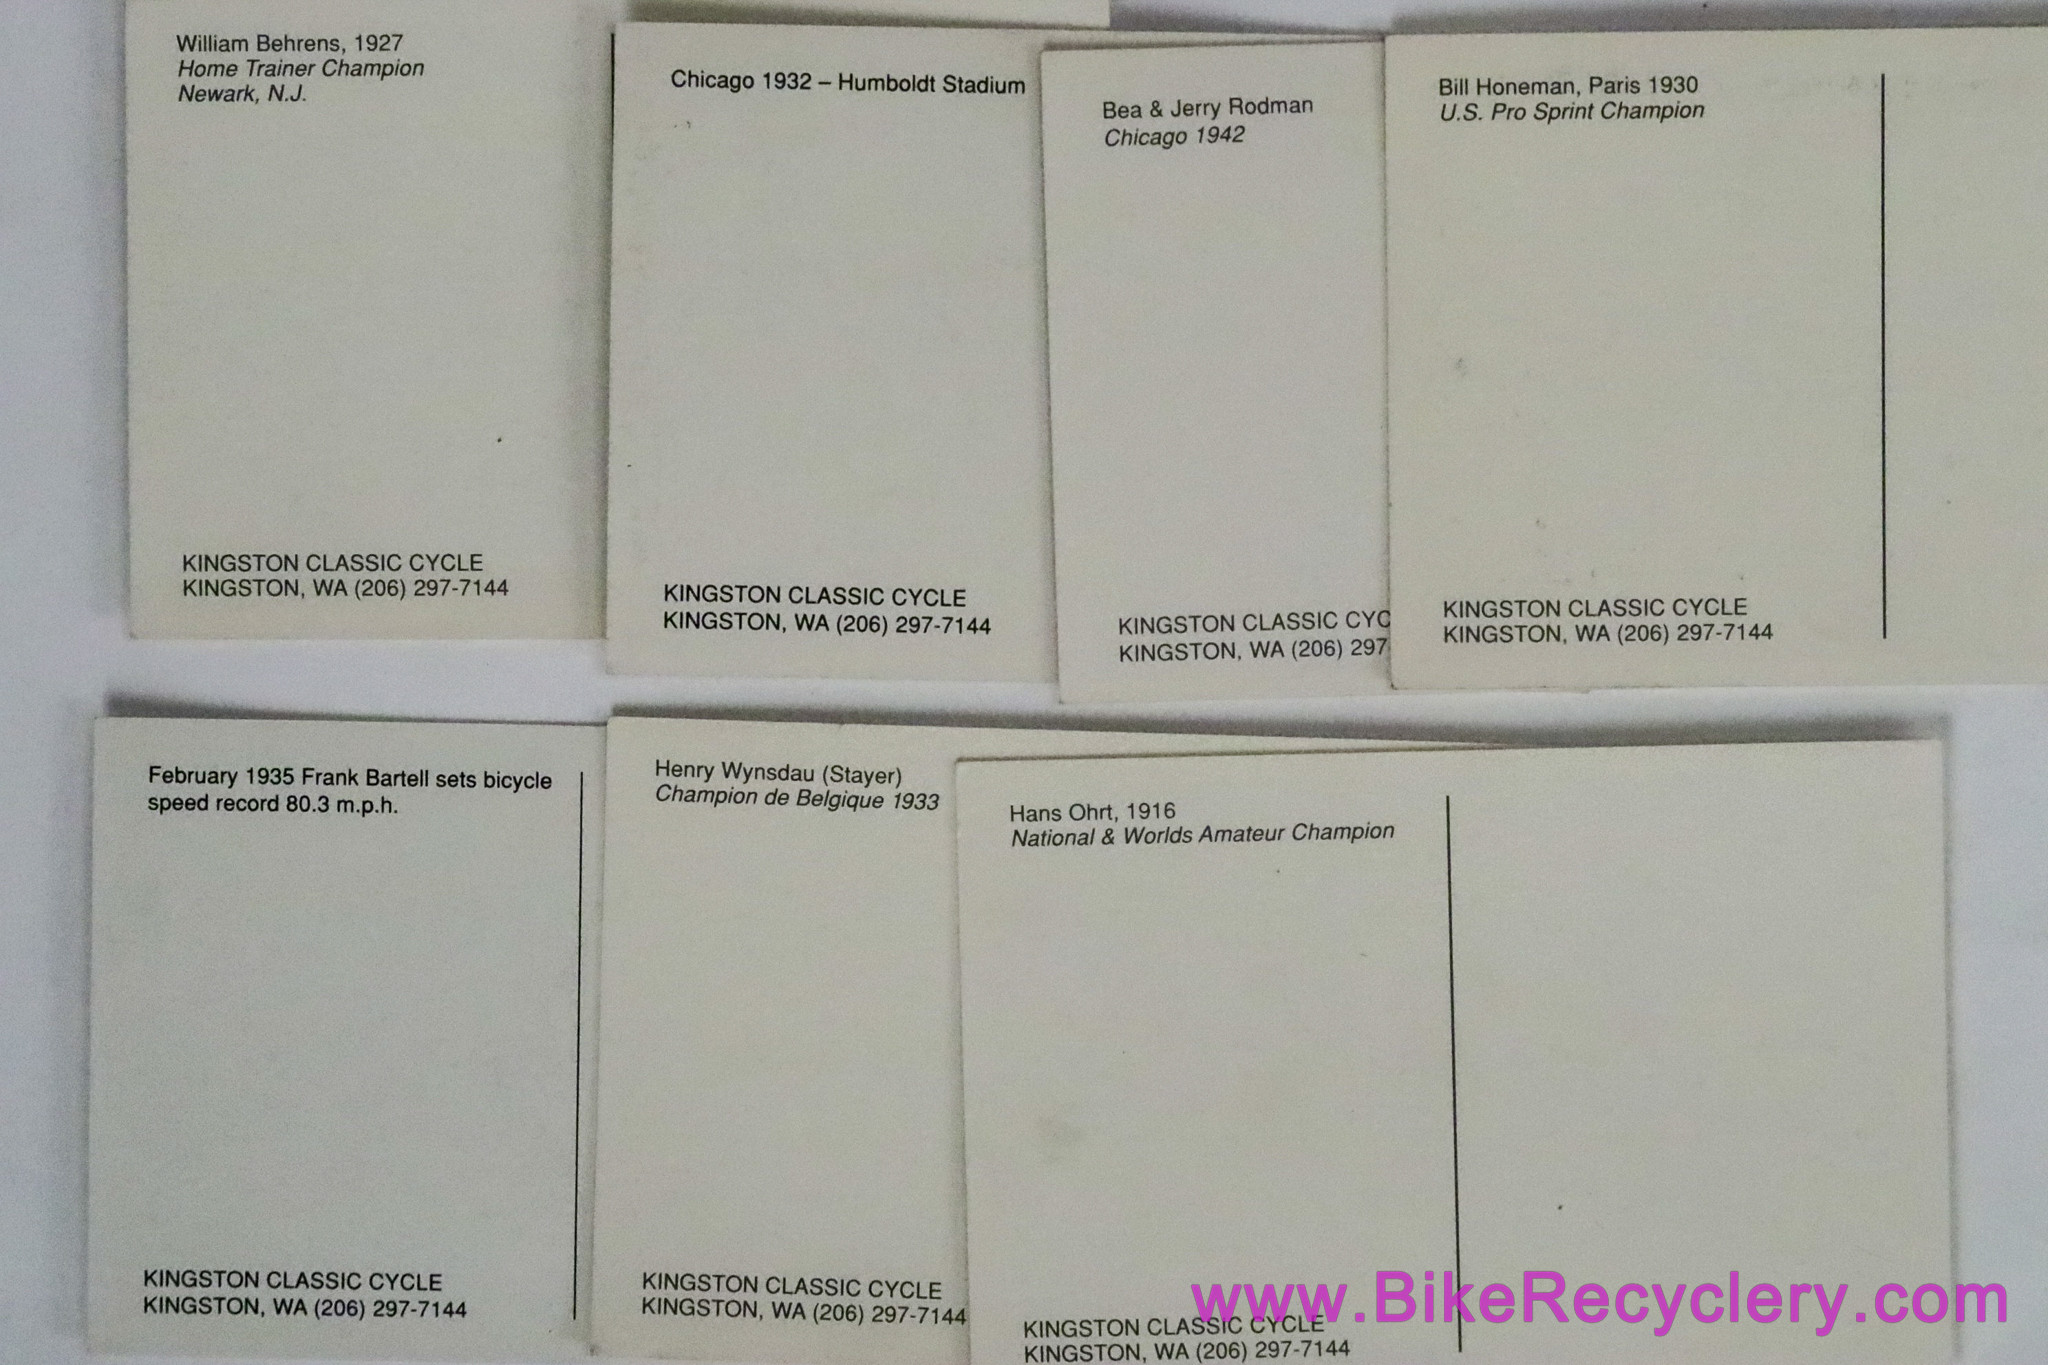 William Behrens, 1927
Home Trainer Champion
Newark, N.J.
KINGSTON CLASSIC CYCLE
KINGSTON, WA (206) 297-7144
Chicago 1932 – Humboldt Stadium
KINGSTON CLASSIC CYCLE
KINGSTON, WA (206) 297-7144
Bea & Jerry Rodman
Chicago 1942
KINGSTON CLASSIC CYC
KINGSTON, WA (206) 297
Bill Honeman, Paris 1930
U.S. Pro Sprint Champion
KINGSTON CLASSIC CYCLE
KINGSTON, WA (206) 297-7144
February 1935 Frank Bartell sets bicycle
speed record 80.3 m.p.h.
KINGSTON CLASSIC CYCLE
KINGSTON, WA (206) 297-7144
Henry Wynsdau (Stayer)
Champion de Belgique 1933
KINGSTON CLASSIC CYCLE
KINGSTON, WA (206) 297-7144
Hans Ohrt, 1916
National & Worlds Amateur Champion
KINGSTON CLASSIC CYCLE
KINGSTON, WA (206) 297-7144
www.BikeRecyclery.com